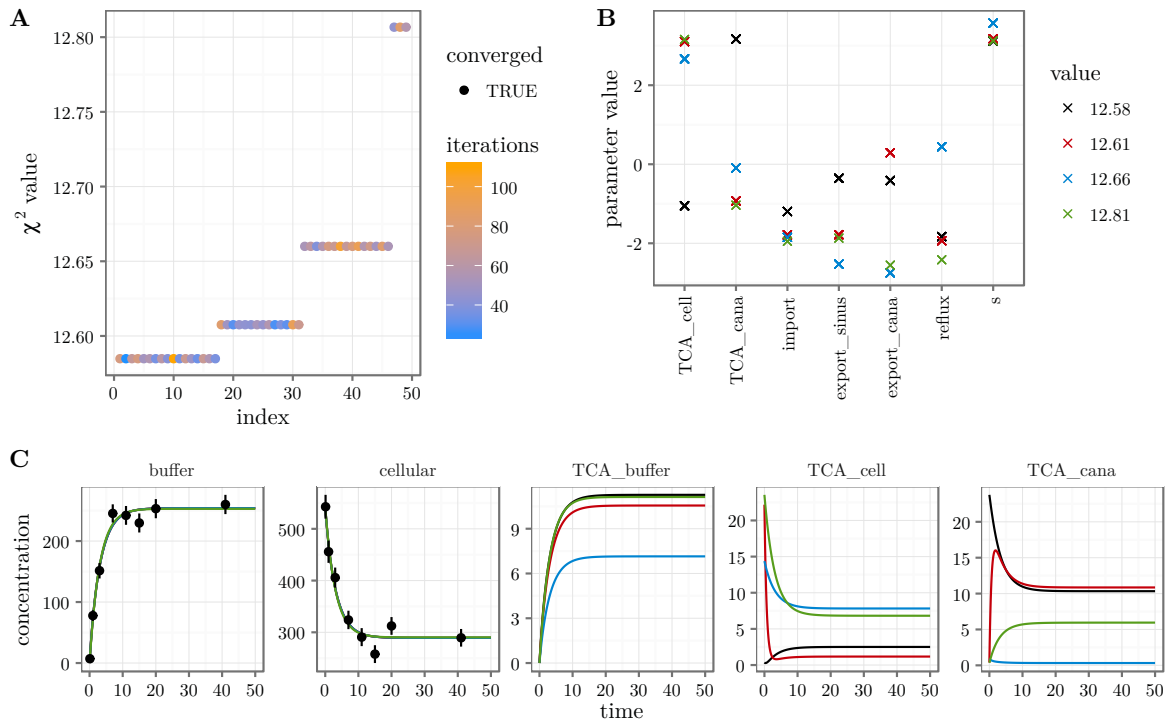 A
χ² value
12.80
12.75
12.70
12.65
12.60
0
10
20
30
40
50
index
converged
TRUE
iterations
100
80
60
40
B
parameter value
2
0
-2
TCA_cell
TCA_cana
import
export_sinus
export_cana
reflux
s
value
12.58
12.61
12.66
12.81
C
concentration
buffer
200
100
0
0 10 20 30 40 50
cellular
500
400
300
0 10 20 30 40 50
TCA_buffer
9
6
3
0
0 10 20 30 40 50
TCA_cell
20
15
10
5
0
0 10 20 30 40 50
TCA_cana
20
15
10
5
0
0 10 20 30 40 50
time